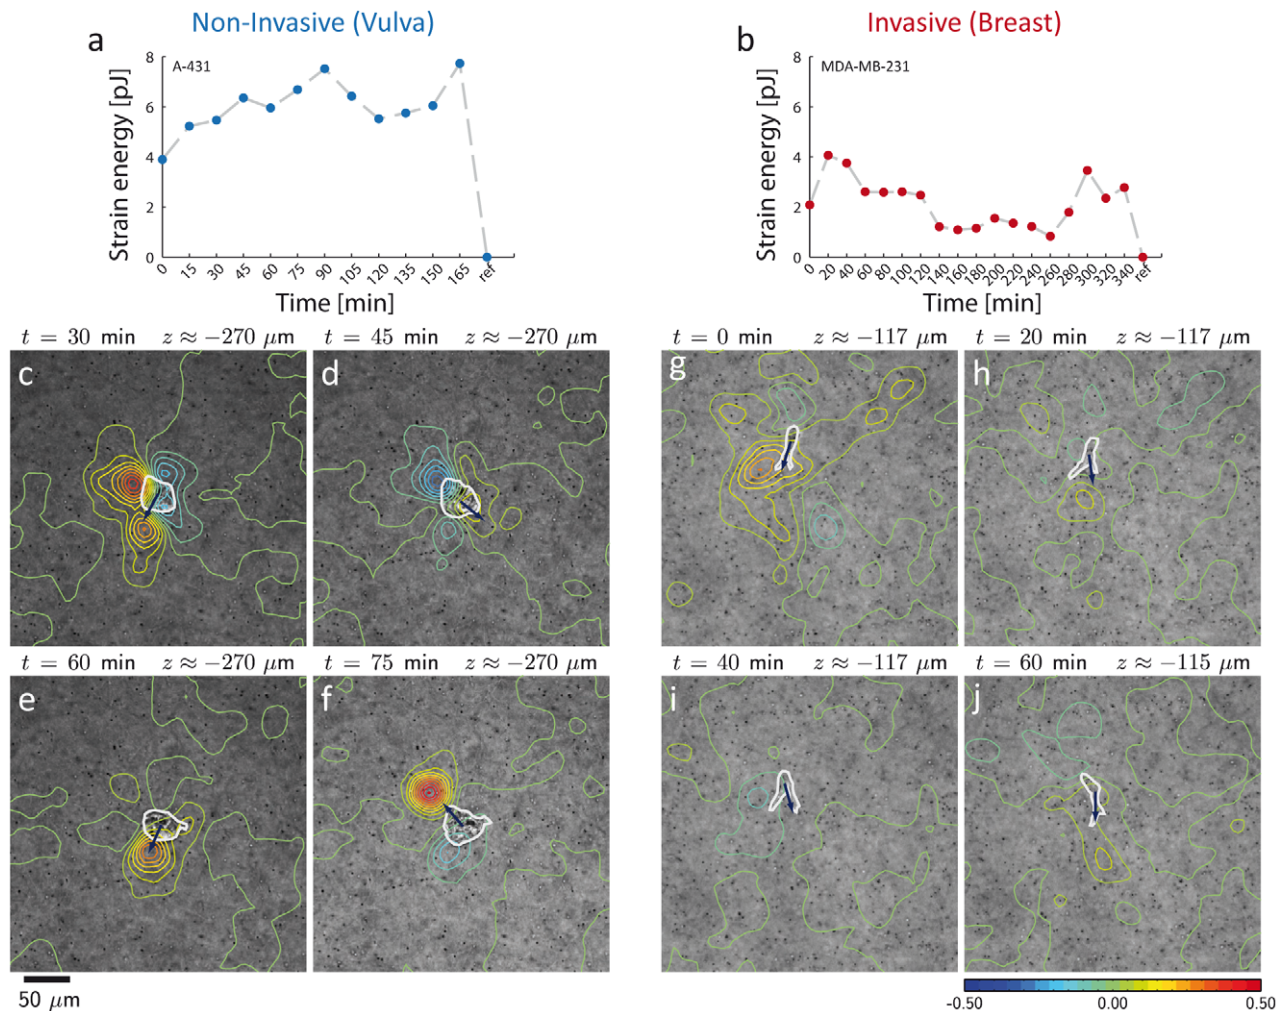 Non-Invasive (Vulva)
Invasive (Breast)
a
8
6
4
2
0
Strain energy [pJ]
A-431
0 15 30 45 60 75 90 105 120 135 150 165 ref
Time [min]
b
8
6
4
2
0
Strain energy [pJ]
MDA-MB-231
0 20 40 60 80 100 120 140 160 180 200 220 240 260 280 300 320 340 ref
Time [min]
t = 30 min z ≈ −270 μm
c
t = 45 min z ≈ −270 μm
d
t = 0 min z ≈ −117 μm
g
t = 20 min z ≈ −117 μm
h
t = 60 min z ≈ −270 μm
e
t = 75 min z ≈ −270 μm
f
t = 40 min z ≈ −117 μm
i
t = 60 min z ≈ −115 μm
j
50 μm
-0.50 0.00 0.50